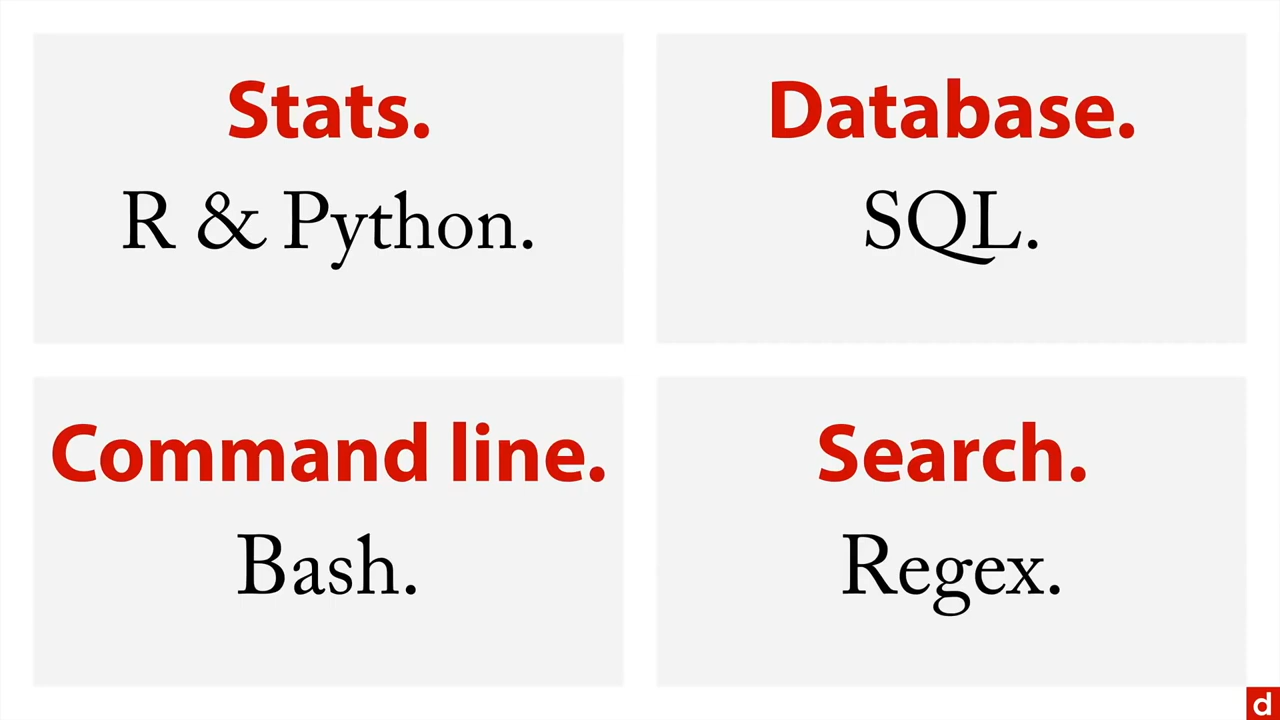 Stats.
R & Python.
Database.
SQL.
Command line.
Bash.
Search.
Regex.
d